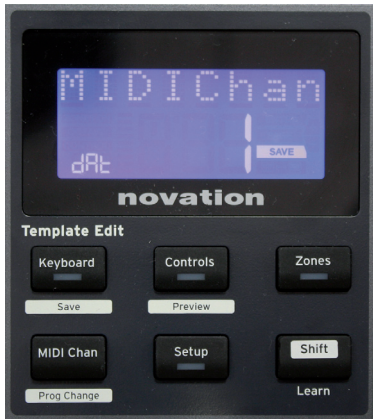 MIDIChan
1
SAVE
dAt
novation
Template Edit
Keyboard Controls Zones
Save Preview
MIDI Chan Setup Shift
Prog Change Learn